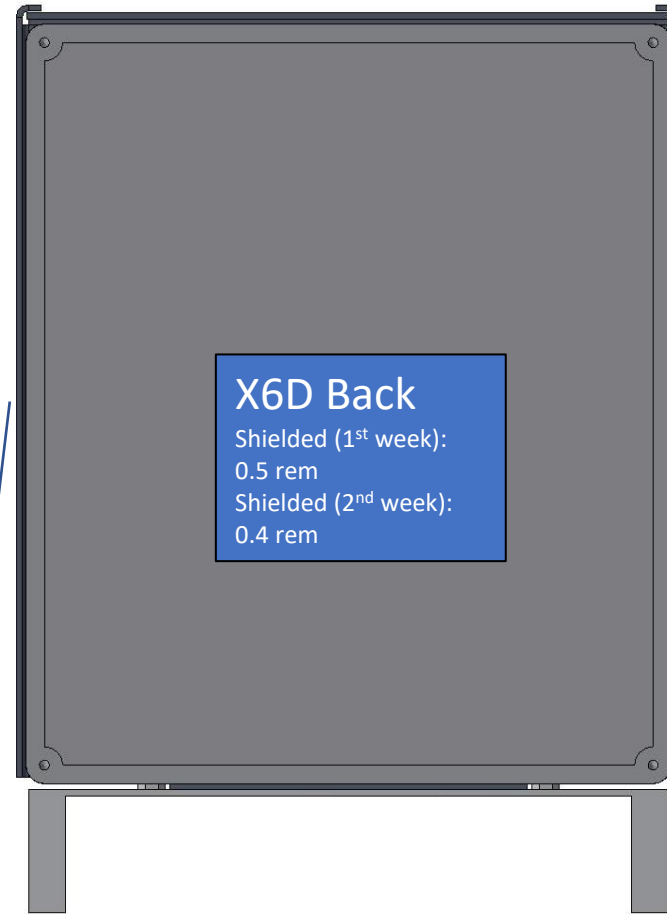 X6D Back
Shielded (1st week):
0.5 rem
Shielded (2nd week):
0.4 rem